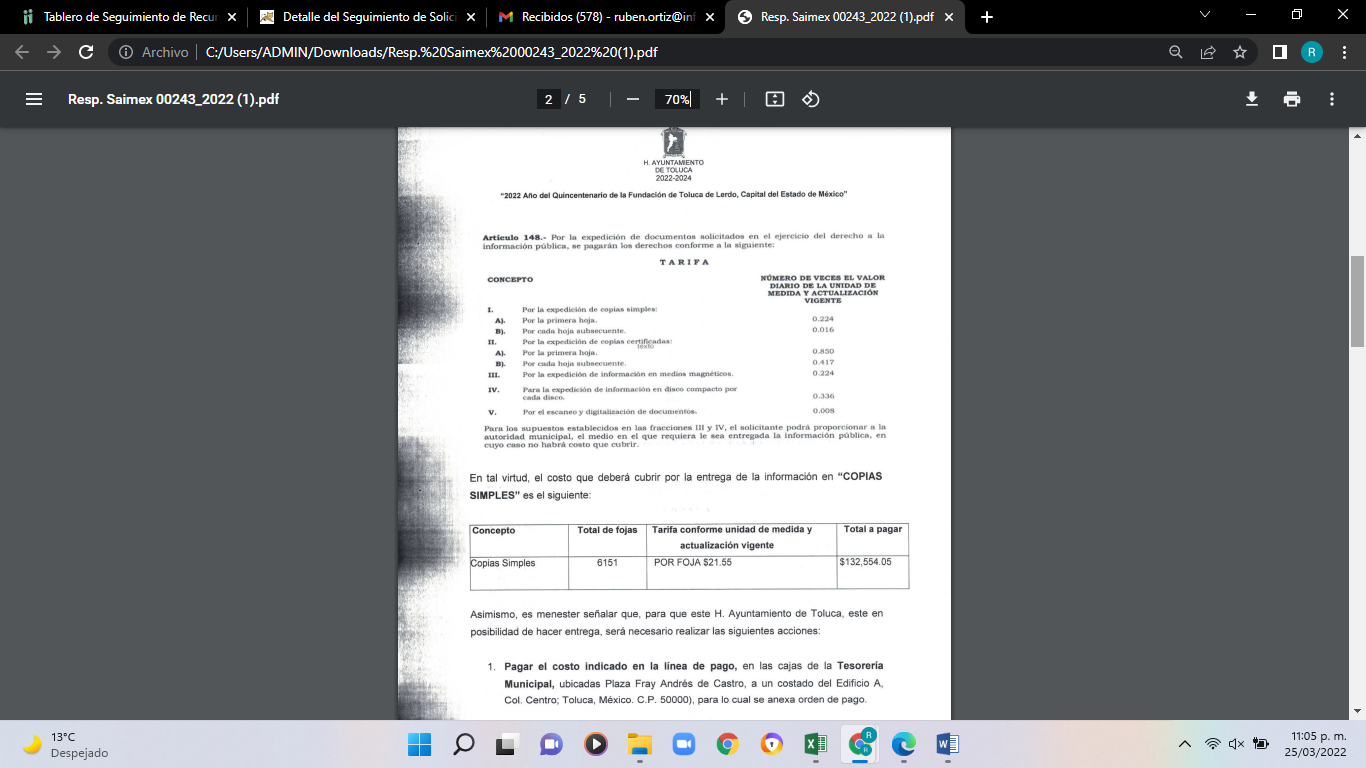 Tablero de Seguimiento de Recur
Detalle del Seguimiento de Solici
Recibidos (578) - ruben.ortiz@inf
Resp. Saimex 00243_2022 (1).pdf
Archivo
C:/Users/ADMIN/Downloads/Resp.%20Saimex%2000243_2022%20(1).pdf
R
Resp. Saimex 00243_2022 (1).pdf
2 / 5
70%
H. AYUNTAMIENTO
DE TOLUCA
2022-2024
"2022 Año del Quincentenario de la Fundación de Toluca de Lerdo, Capital del Estado de México"
Artículo 148.- Por la expedición de documentos solicitados en el ejercicio del derecho a la
información pública, se pagarán los derechos conforme a la siguiente:
TARIFA
CONCEPTO
NÚMERO DE VECES EL VALOR
DIARIO DE LA UNIDAD DE
MEDIDA Y ACTUALIZACIÓN
VIGENTE
I. Por la expedición de copias simples:
A). Por la primera hoja. 0.224
B). Por cada hoja subsecuente. 0.016
II. Por la expedición de copias certificadas:
texto
A). Por la primera hoja. 0.850
B). Por cada hoja subsecuente. 0.417
III. Por la expedición de información en medios magnéticos. 0.224
IV. Para la expedición de información en disco compacto por
cada disco. 0.336
V. Por el escaneo y digitalización de documentos. 0.008
Para los supuestos establecidos en las fracciones III y IV, el solicitante podrá proporcionar a la
autoridad municipal, el medio en el que requiera le sea entregada la información pública, en
cuyo caso no habrá costo que cubrir.
En tal virtud, el costo que deberá cubrir por la entrega de la información en "COPIAS
SIMPLES" es el siguiente:
Concepto Total de fojas Tarifa conforme unidad de medida y Total a pagar
actualización vigente
Copias Simples 6151 POR FOJA $21.55 $132,554.05
Asimismo, es menester señalar que, para que este H. Ayuntamiento de Toluca, este en
posibilidad de hacer entrega, será necesario realizar las siguientes acciones:
1. Pagar el costo indicado en la línea de pago, en las cajas de la Tesorería
Municipal, ubicadas Plaza Fray Andrés de Castro, a un costado del Edificio A,
Col. Centro; Toluca, México. C.P. 50000), para lo cual se anexa orden de pago.
13°C
Despejado
R
11:05 p. m.
25/03/2022